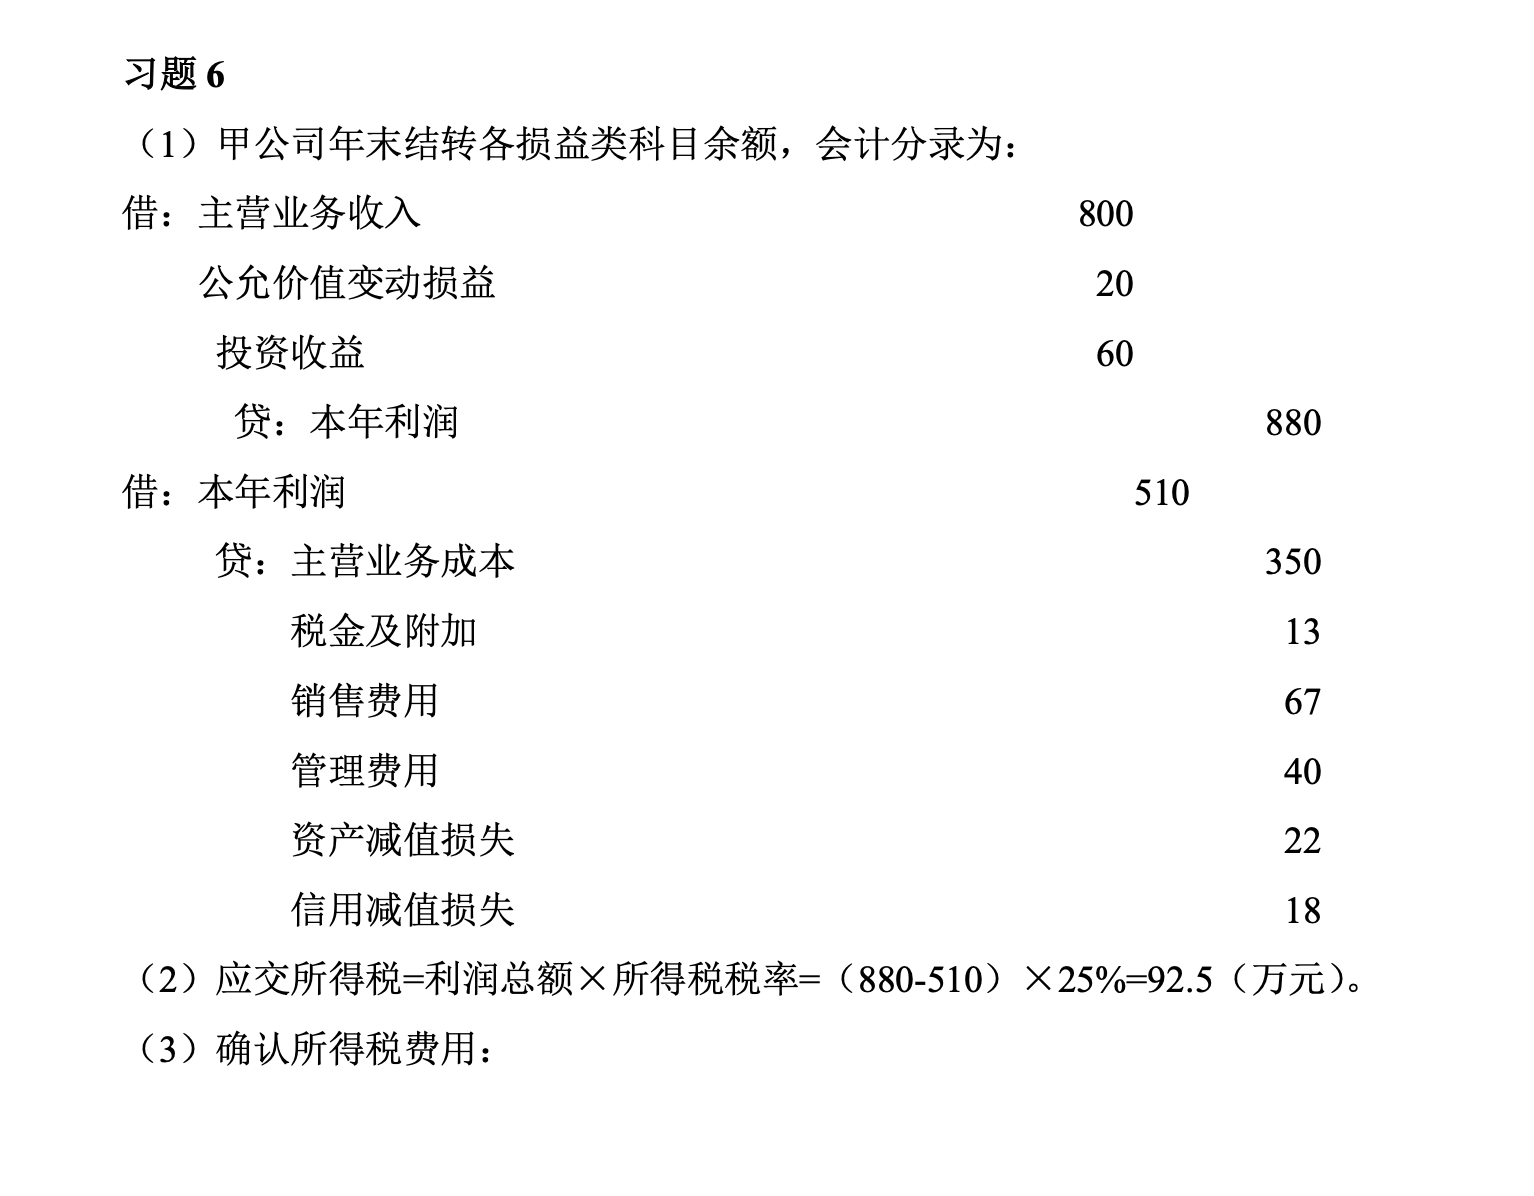 习题 6
（1）甲公司年末结转各损益类科目余额，会计分录为：
借：主营业务收入 800
公允价值变动损益 20
投资收益 60
贷：本年利润 880
借：本年利润 510
贷：主营业务成本 350
税金及附加 13
销售费用 67
管理费用 40
资产减值损失 22
信用减值损失 18
（2）应交所得税=利润总额×所得税税率=（880-510）×25%=92.5（万元）。
（3）确认所得税费用：